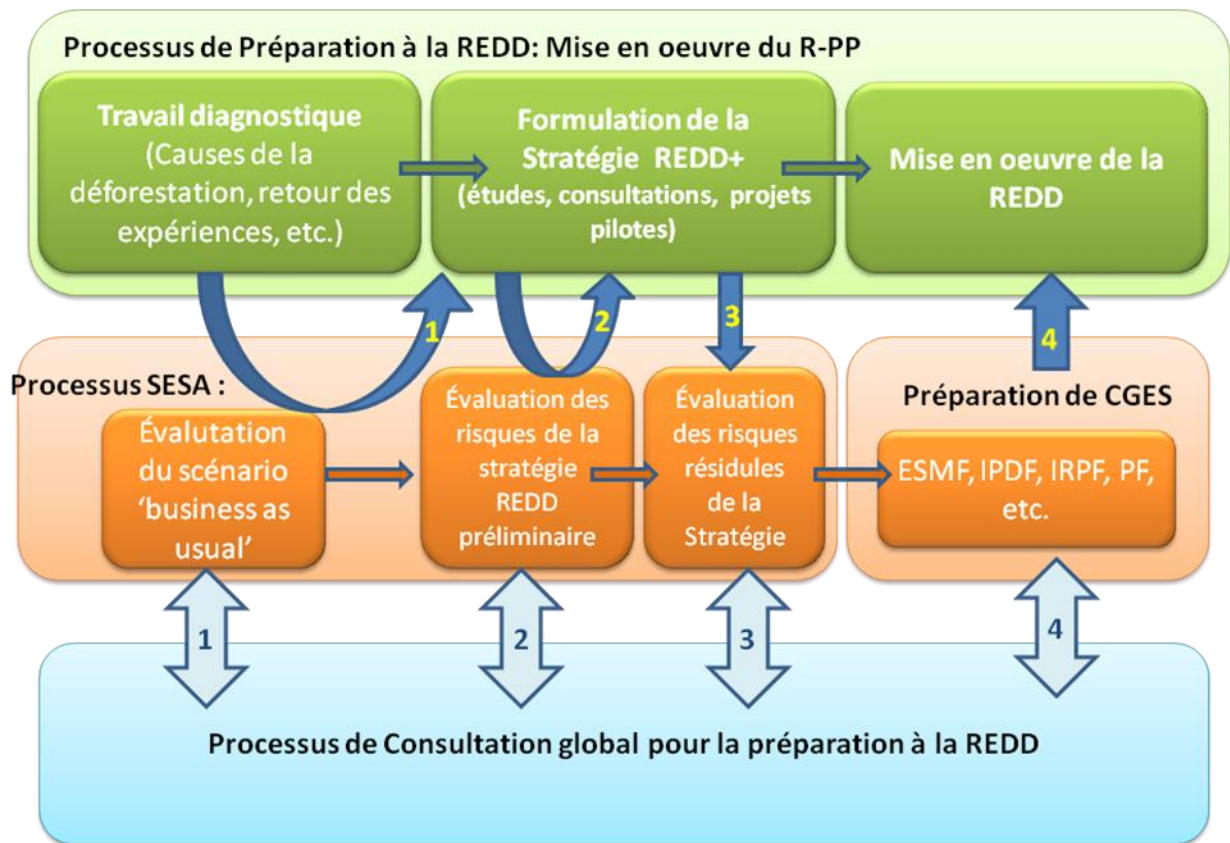 Processus de Préparation à la REDD: Mise en oeuvre du R-PP
Travail diagnostique
(Causes de la
déforestation, retour des
expériences, etc.)
Formulation de la
Stratégie REDD+
(études, consultations, projets
pilotes)
Mise en oeuvre de la
REDD
1
2
3
4
Processus SESA :
Évalutation
du scénario
‘business as
usual’
Évaluation des
risques de la
stratégie
REDD
préliminaire
Évaluation
des risques
résidules
de la
Stratégie
Préparation de CGES
ESMF, IPDF, IRPF, PF,
etc.
1
2
3
4
Processus de Consultation global pour la préparation à la REDD